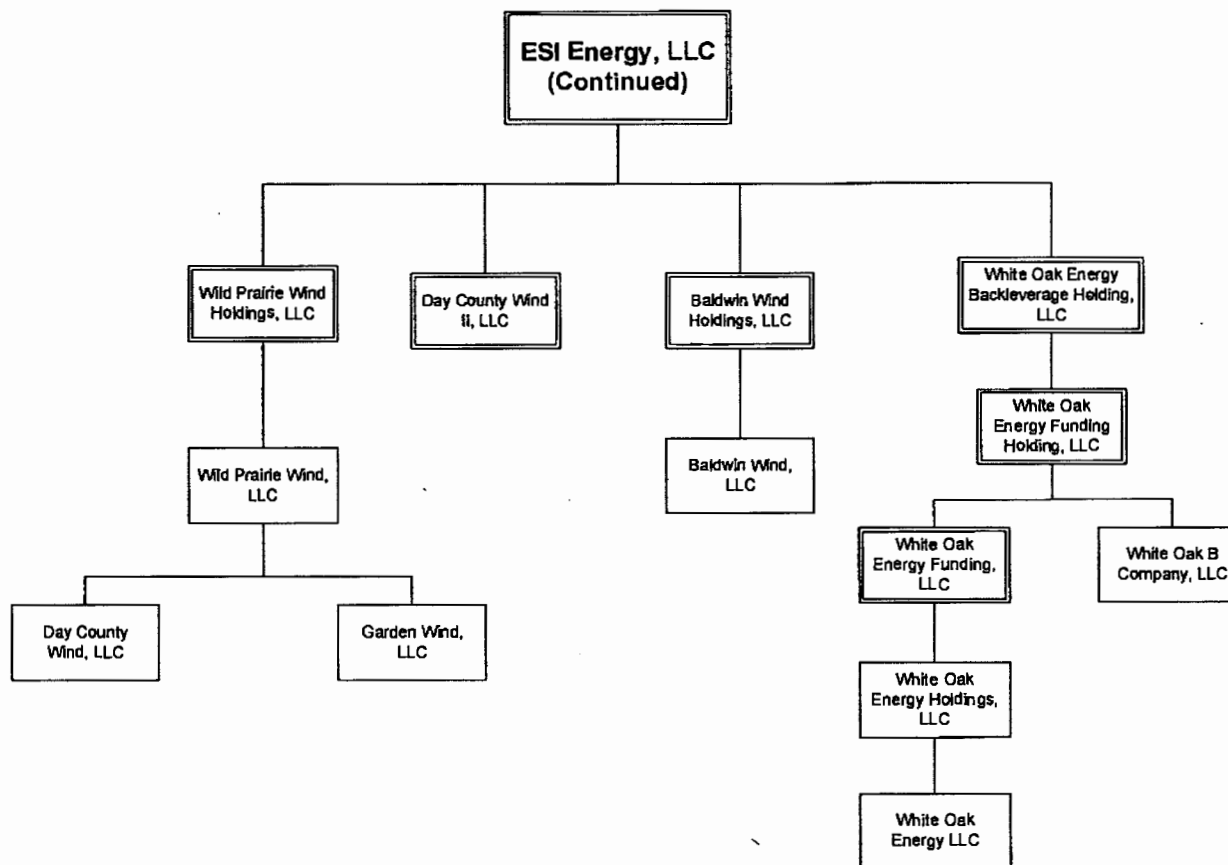 ESI Energy, LLC
(Continued)
Wild Prairie Wind
Holdings, LLC
Day County Wind
II, LLC
Baldwin Wind
Holdings, LLC
White Oak Energy
Backleverage Holding,
LLC
White Oak
Energy Funding
Holding, LLC
Wild Prairie Wind,
LLC
Baldwin Wind,
LLC
White Oak
Energy Funding,
LLC
White Oak B
Company, LLC
Day County
Wind, LLC
Garden Wind,
LLC
White Oak
Energy Holdings,
LLC
White Oak
Energy LLC